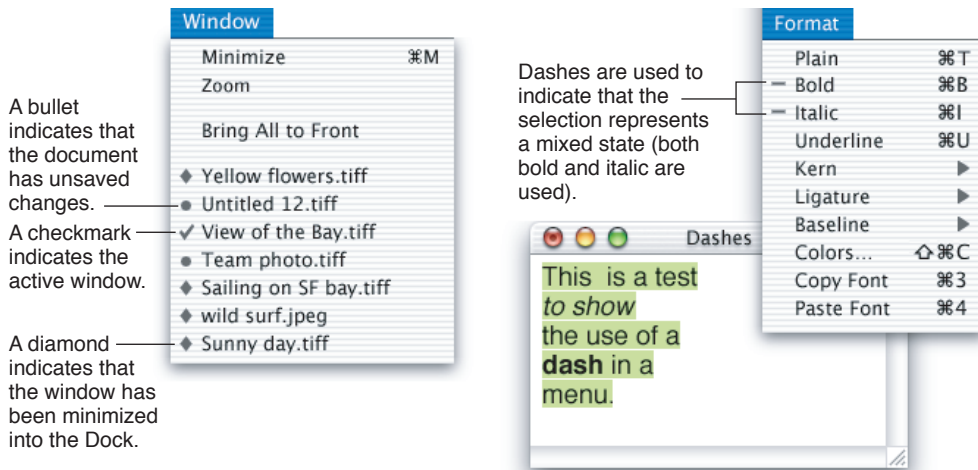 Window
Minimize ⌘M
Zoom
Bring All to Front
◆ Yellow flowers.tiff
● Untitled 12.tiff
✓ View of the Bay.tiff
● Team photo.tiff
◆ Sailing on SF bay.tiff
◆ wild surf.jpeg
◆ Sunny day.tiff
A bullet
indicates that
the document
has unsaved
changes.
A checkmark
indicates the
active window.
A diamond
indicates that
the window has
been minimized
into the Dock.
Dashes are used to
indicate that the
selection represents
a mixed state (both
bold and italic are
used).
Format
Plain ⌘T
– Bold ⌘B
– Italic ⌘I
Underline ⌘U
Kern ▶
Ligature ▶
Baseline ▶
Colors... ⇧⌘C
Copy Font ⌘3
Paste Font ⌘4
Dashes
This is a test
to show
the use of a
dash in a
menu.